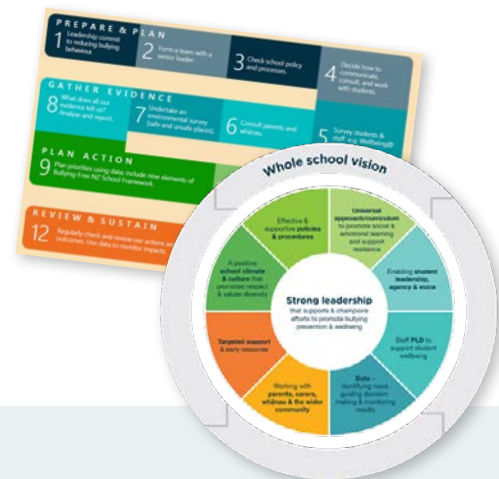 PREPARE & PLAN
1 Leadership commit
to reducing bullying
behaviour.
2 Form a team with a
senior leader.
3 Check school policy
and processes.
4 Decide how to
communicate,
consult, and work
with students.
GATHER EVIDENCE
8 What does all our
evidence tell us?
Analyse and report.
7 Undertake an
environmental survey
(safe and unsafe places).
6 Consult parents and
whānau.
5 Survey students &
staff e.g. Wellbeing@
PLAN ACTION
9 Plan priorities using data: include nine elements of
Bullying-Free NZ School Framework.
REVIEW & SUSTAIN
12 Regularly check and review our actions
outcomes. Use data to monitor impacts.
Whole school vision
Effective &
supportive policies
& procedures
Universal
approach/curriculum
to promote social &
emotional learning
and support
resilience
A positive
school climate
& culture that
promotes respect
& values diversity
Enabling student
leadership,
agency & voice
Strong leadership
that supports & champions
efforts to promote bullying
prevention & wellbeing
Targeted support
& early response
Staff PLD to
support student
wellbeing
Working with
parents, carers,
whānau & the wider
community
Data –
identifying need,
guiding decision
making & monitoring
results